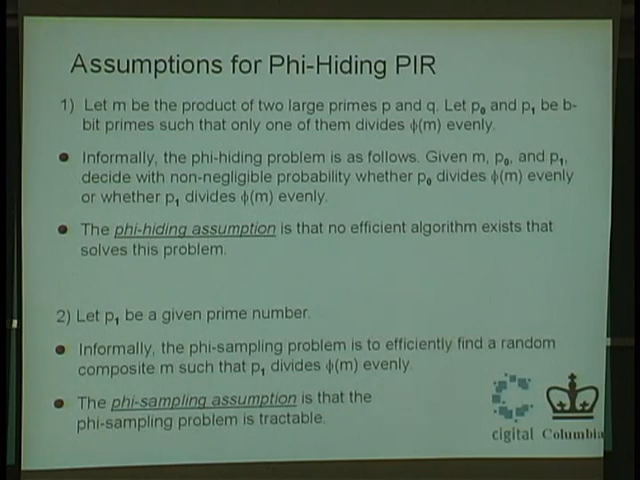 Assumptions for Phi-Hiding PIR
1) Let m be the product of two large primes p and q. Let p₀ and p₁ be b-
bit primes such that only one of them divides ϕ(m) evenly.
Informally, the phi-hiding problem is as follows. Given m, p₀, and p₁,
decide with non-negligible probability whether p₀ divides ϕ(m) evenly
or whether p₁ divides ϕ(m) evenly.
The phi-hiding assumption is that no efficient algorithm exists that
solves this problem.
2) Let p₁ be a given prime number.
Informally, the phi-sampling problem is to efficiently find a random
composite m such that p₁ divides ϕ(m) evenly.
The phi-sampling assumption is that the
phi-sampling problem is tractable.
cigital Columbia